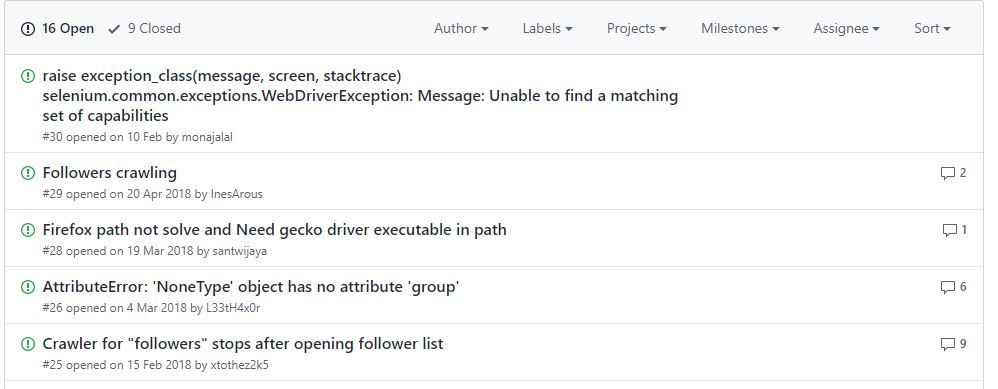 16 Open 9 Closed Author Labels Projects Milestones Assignee Sort
raise exception_class(message, screen, stacktrace)
selenium.common.exceptions.WebDriverException: Message: Unable to find a matching
set of capabilities
#30 opened on 10 Feb by monajalal
Followers crawling 2
#29 opened on 20 Apr 2018 by InesArous
Firefox path not solve and Need gecko driver executable in path 1
#28 opened on 19 Mar 2018 by santwijaya
AttributeError: 'NoneType' object has no attribute 'group' 6
#26 opened on 4 Mar 2018 by L33tH4x0r
Crawler for "followers" stops after opening follower list 9
#25 opened on 15 Feb 2018 by xtothez2k5